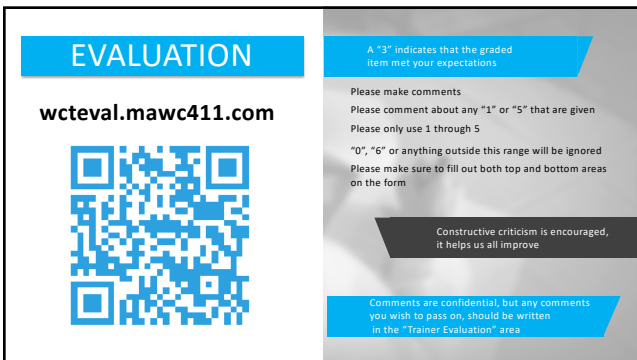 EVALUATION
wcteval.mawc411.com
A “3” indicates that the graded
item met your expectations
Please make comments
Please comment about any “1” or “5” that are given
Please only use 1 through 5
“0”, “6” or anything outside this range will be ignored
Please make sure to fill out both top and bottom areas
on the form
Constructive criticism is encouraged,
it helps us all improve
Comments are confidential, but any comments
you wish to pass on, should be written
in the “Trainer Evaluation” area